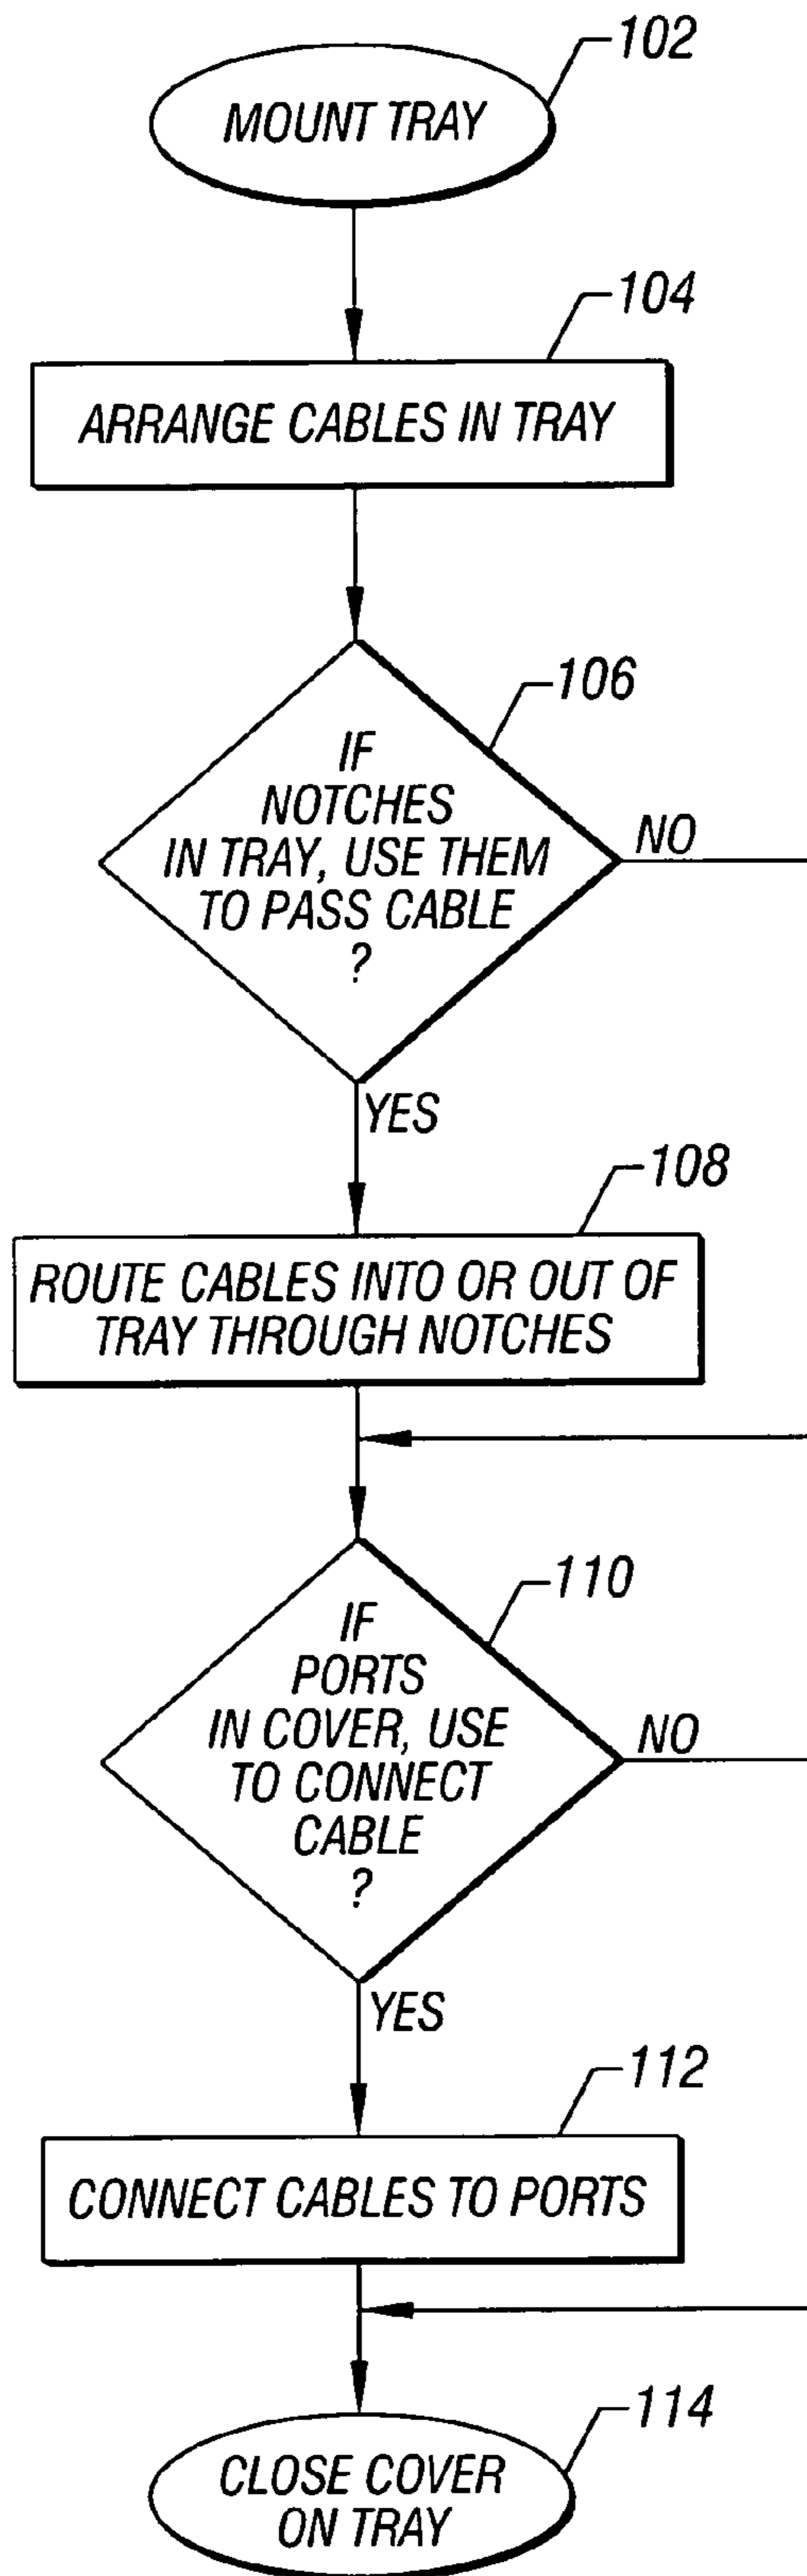 102
MOUNT TRAY
104
ARRANGE CABLES IN TRAY
106
IF
NOTCHES
IN TRAY, USE THEM
TO PASS CABLE
?
NO
YES
108
ROUTE CABLES INTO OR OUT OF
TRAY THROUGH NOTCHES
110
IF
PORTS
IN COVER, USE
TO CONNECT
CABLE
?
NO
YES
112
CONNECT CABLES TO PORTS
114
CLOSE COVER
ON TRAY